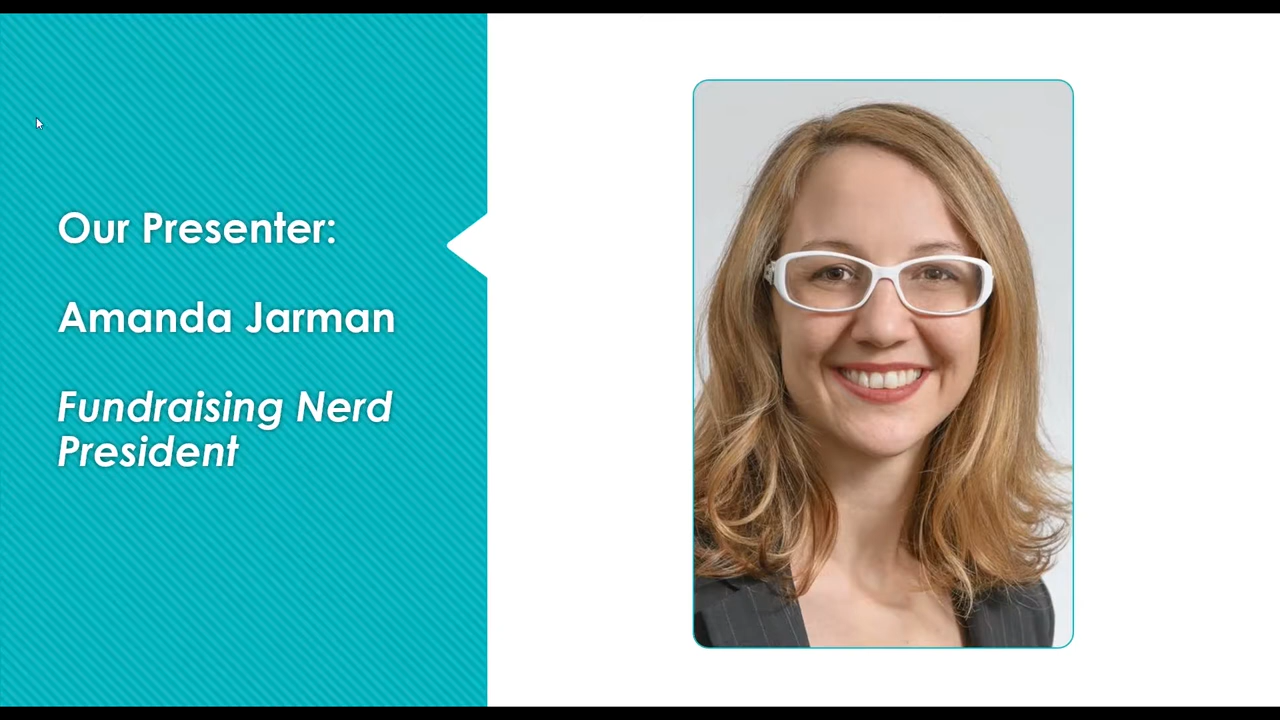 Our Presenter:
Amanda Jarman
Fundraising Nerd
President